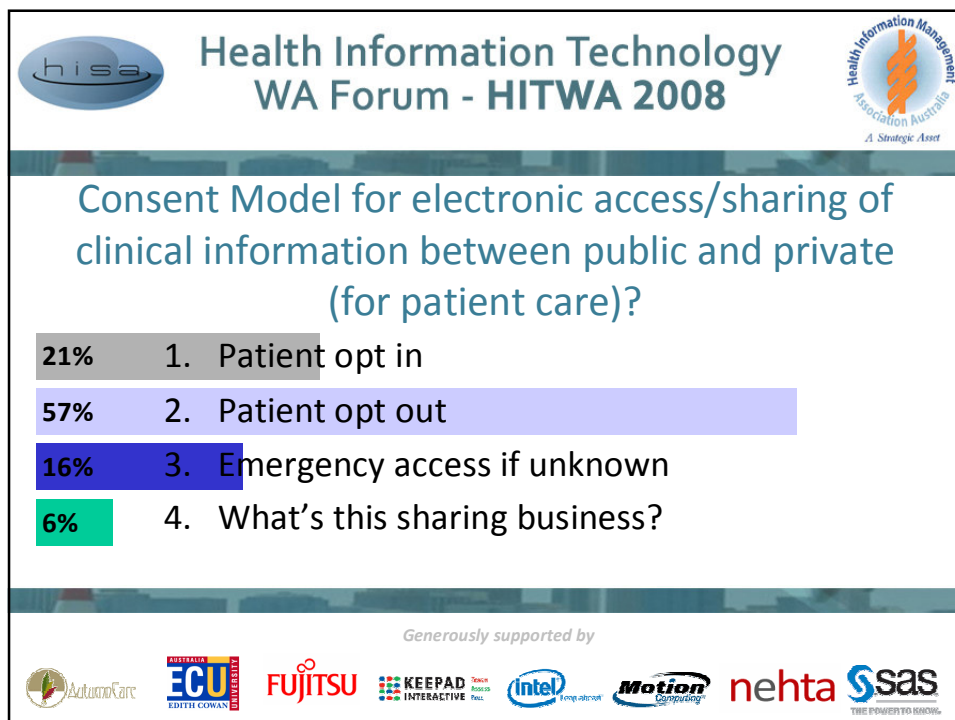 hisa
Health Information Technology
WA Forum - HITWA 2008
Health Information Management
Association Australia
A Strategic Asset
Consent Model for electronic access/sharing of
clinical information between public and private
(for patient care)?
21% 1. Patient opt in
57% 2. Patient opt out
16% 3. Emergency access if unknown
6% 4. What's this sharing business?
Generously supported by
AutumnCare
AUSTRALIA
ECU
UNIVERSITY
EDITH COWAN
FUJITSU
KEEPAD
INTERACTIVE
intel
Motion
Computing
nehta
sas
THE POWER TO KNOW.